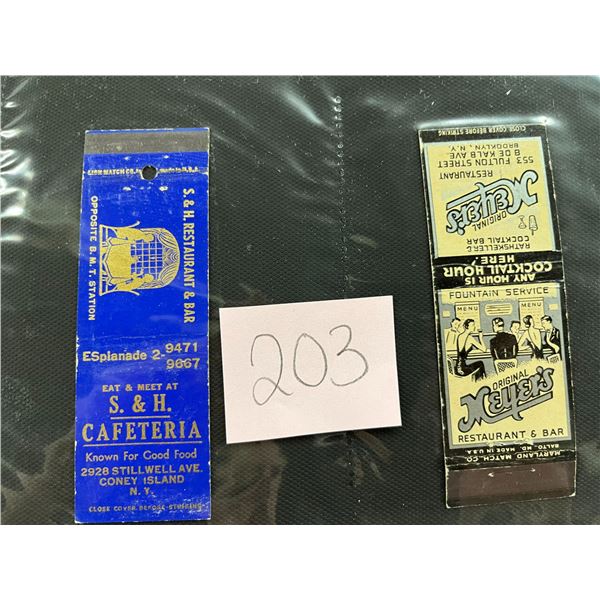 LION MATCH CO. Inc. made in U.S.A.
S. & H. RESTAURANT & BAR
OPPOSITE B. M. T. STATION
ESplanade 2-9471
9667
EAT & MEET AT
S. & H.
CAFETERIA
Known For Good Food
2928 STILLWELL AVE.
CONEY ISLAND
N. Y.
CLOSE COVER BEFORE STRIKING
203
CLOSE COVER BEFORE STRIKING
553 FULTON STREET
8 DE KALB AVE.
BROOKLYN, N.Y.
RESTAURANT
MEYER'S
ORIGINAL
RATHSKELLER &
COCKTAIL BAR
ANY HOUR IS
COCKTAIL HOUR
HERE
FOUNTAIN SERVICE
MENU
MENU
ORIGINAL
MEYER'S
RESTAURANT & BAR
MARYLAND MATCH CO.
BALTO., MD. MADE IN U.S.A.